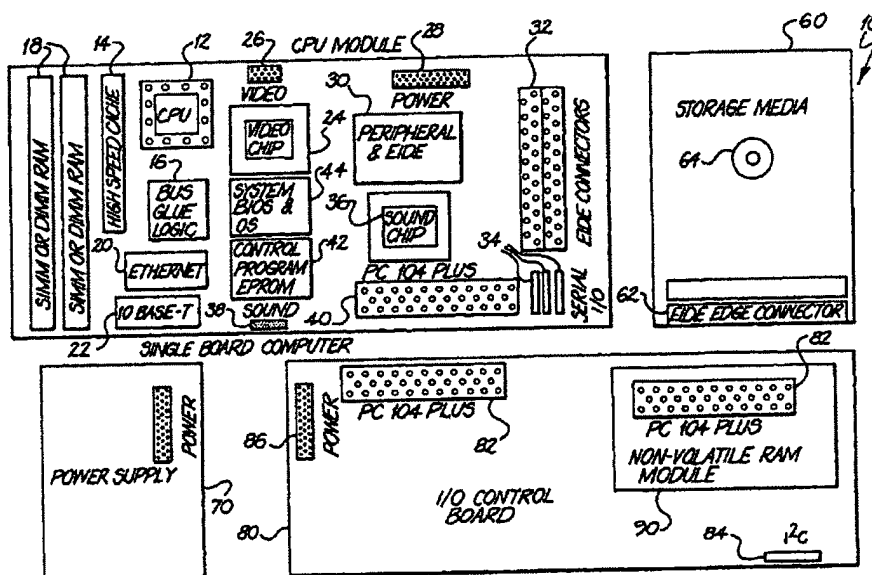 60
10
18
14
12
26
CPU MODULE
28
32
SIMM OR DIMM RAM
SIMM OR DIMM RAM
HIGH SPEED CACHE
CPU
VIDEO
VIDEO CHIP
24
30
POWER
PERIPHERAL & EIDE
EIDE CONNECTORS
STORAGE MEDIA
64
16
BUS GLUE LOGIC
44
SYSTEM BIOS & OS
36
SOUND CHIP
34
20
ETHERNET
42
CONTROL PROGRAM EPROM
PC 104 PLUS
SERIAL I/O
22
10 BASE-T
38
SOUND
40
62
EIDE EDGE CONNECTOR
SINGLE BOARD COMPUTER
82
POWER
POWER SUPPLY
70
86
POWER
PC 104 PLUS
82
I/O CONTROL BOARD
80
PC 104 PLUS
NON-VOLATILE RAM MODULE
90
84
I²C